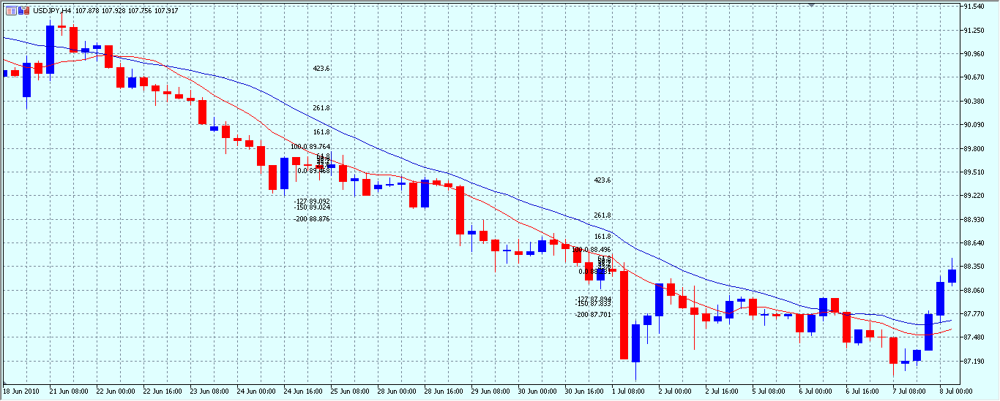 USDJPY,H4 107.878 107.928 107.756 107.917
91.540
91.250
90.960
90.670
90.380
90.090
89.800
89.510
89.220
88.930
88.640
88.350
88.060
87.770
87.480
87.190
423.6
261.8
161.8
100.0 89.764
0.0 89.468
-127 89.092
-150 89.024
-200 88.876
423.6
261.8
161.8
100.0 88.496
0.0
-127 87.894
-150 87.833
-200 87.701
18 Jun 2010
21 Jun 08:00
22 Jun 00:00
22 Jun 16:00
23 Jun 08:00
24 Jun 00:00
24 Jun 16:00
25 Jun 08:00
28 Jun 00:00
28 Jun 16:00
29 Jun 08:00
30 Jun 00:00
30 Jun 16:00
1 Jul 08:00
2 Jul 00:00
2 Jul 16:00
5 Jul 08:00
6 Jul 00:00
6 Jul 16:00
7 Jul 08:00
8 Jul 00:00